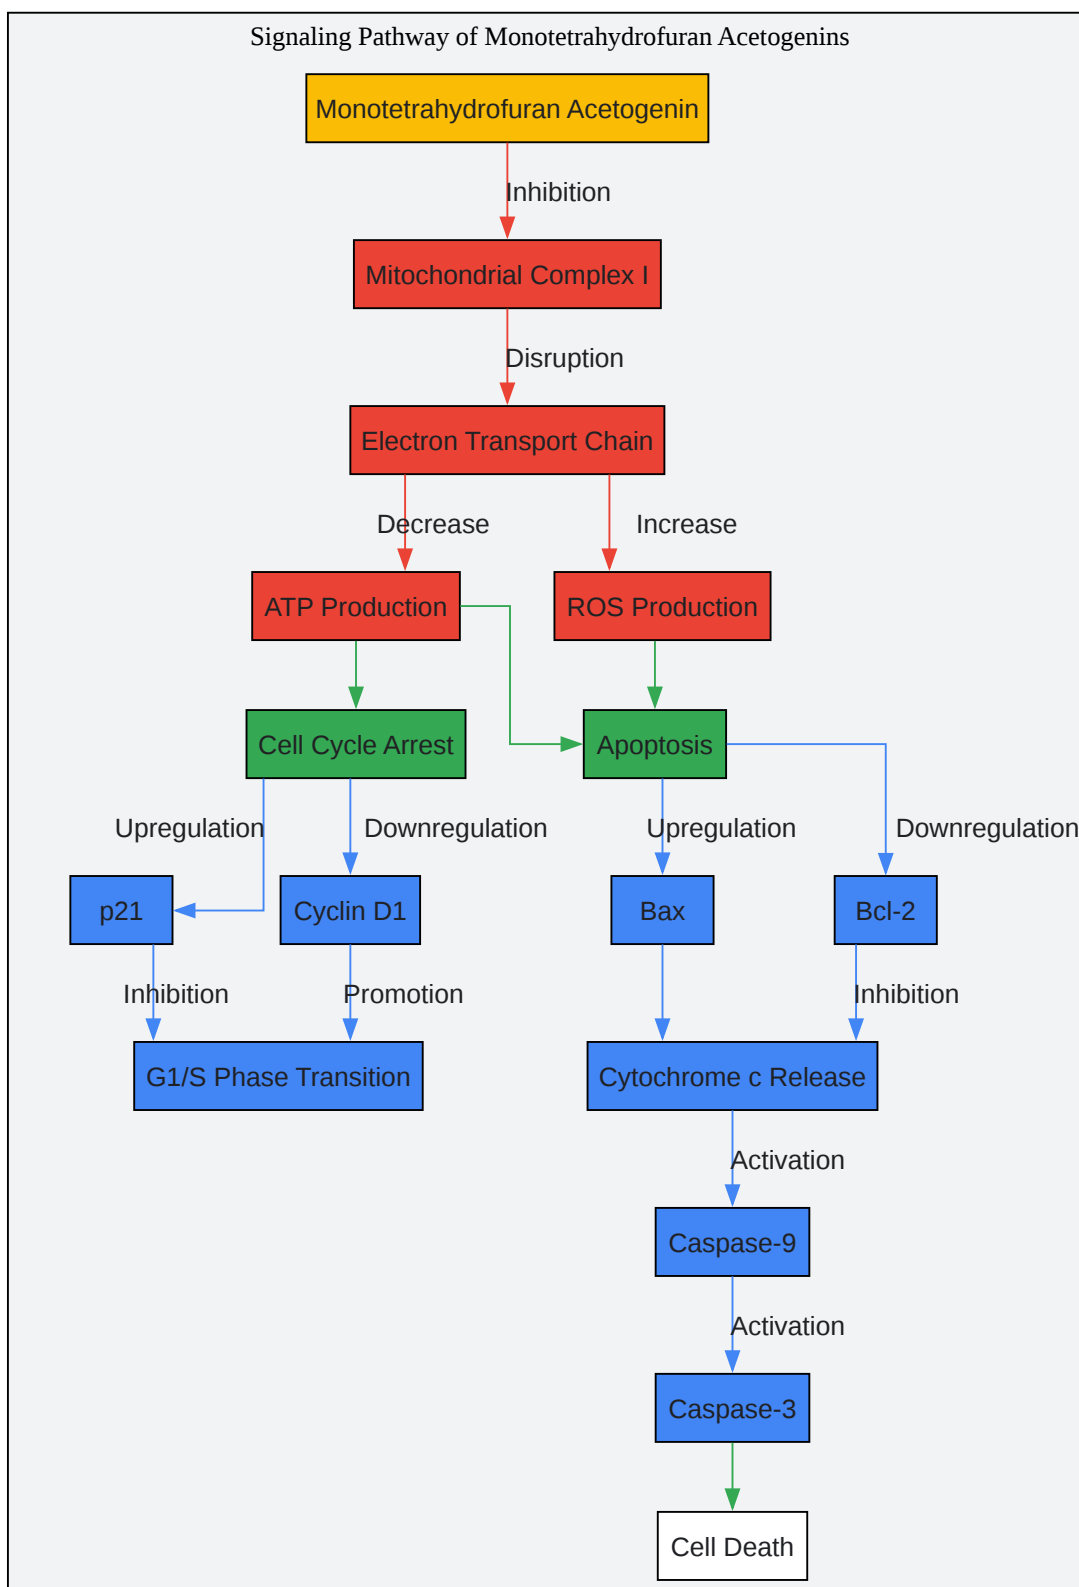 Signaling Pathway of Monotetrahydrofuran Acetogenins
Monotetrahydrofuran Acetogenin
Inhibition
Mitochondrial Complex I
Disruption
Electron Transport Chain
Decrease
Increase
ATP Production
ROS Production
Cell Cycle Arrest
Apoptosis
Upregulation
Downregulation
Upregulation
Downregulation
p21
Cyclin D1
Bax
Bcl-2
Inhibition
Promotion
Inhibition
G1/S Phase Transition
Cytochrome c Release
Activation
Caspase-9
Activation
Caspase-3
Cell Death